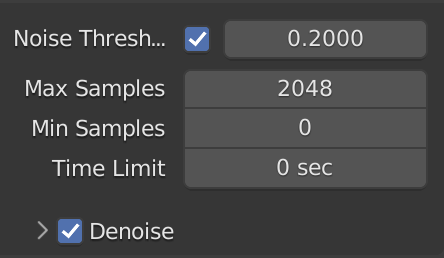 Noise Thresh... 0.2000
Max Samples 2048
Min Samples 0
Time Limit 0 sec
Denoise